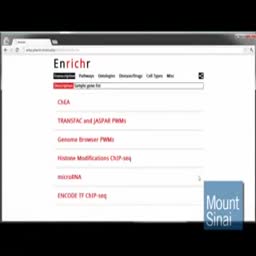 Enrichr
Transcription Pathways Ontologies Disease/Drugs Cell Types Misc
Sample gene list
ChEA
TRANSFAC and JASPAR PWMs
Genome Browser PWMs
Histone Modifications ChIP-seq
microRNA
ENCODE TF ChIP-seq
Mount
Sinai